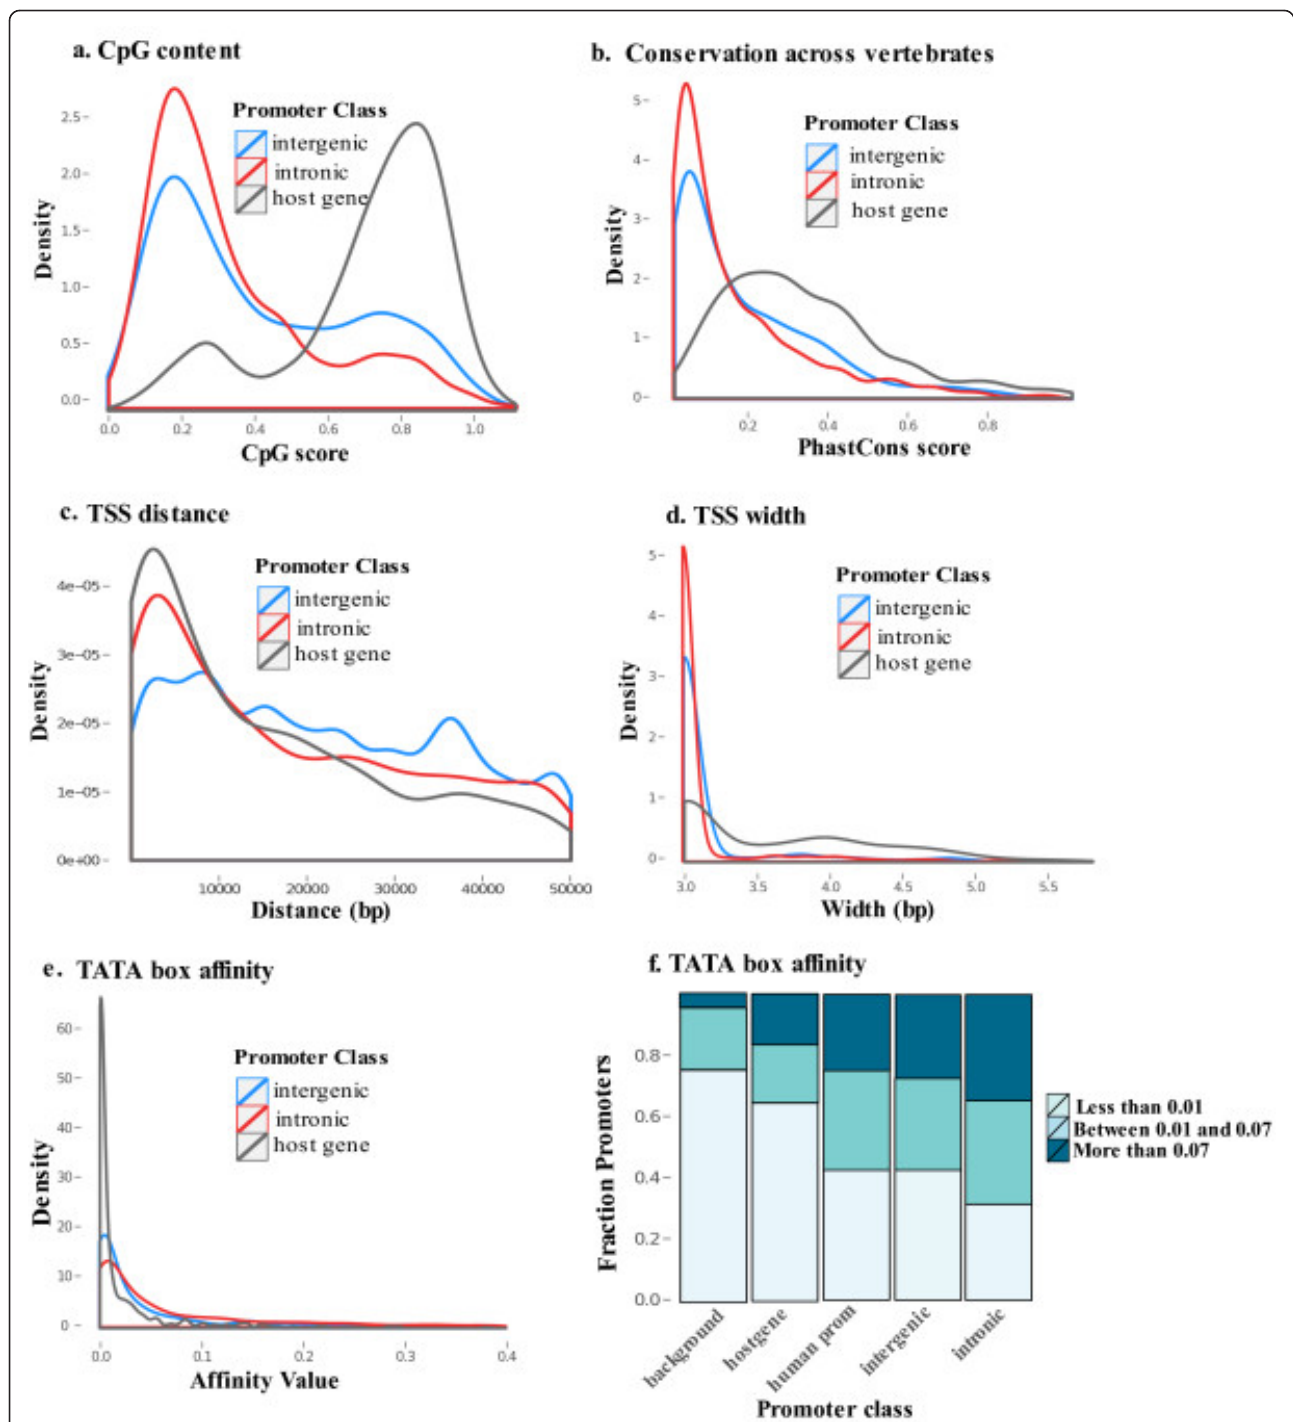 a. CpG content
Promoter Class
intergenic
intronic
host gene
2.5
2.0
1.5
1.0
0.5
0.0
Density
0.0 0.2 0.4 0.6 0.8 1.0
CpG score
b. Conservation across vertebrates
Promoter Class
intergenic
intronic
host gene
5
4
3
2
1
0
Density
0.2 0.4 0.6 0.8
PhastCons score
c. TSS distance
Promoter Class
intergenic
intronic
host gene
4e-05
3e-05
2e-05
1e-05
0e+00
Density
10000 20000 30000 40000 50000
Distance (bp)
d. TSS width
Promoter Class
intergenic
intronic
host gene
5
4
3
2
1
0
Density
3.0 3.5 4.0 4.5 5.0 5.5
Width (bp)
e. TATA box affinity
Promoter Class
intergenic
intronic
host gene
60
50
40
30
20
10
0
Density
0.0 0.1 0.2 0.3 0.4
Affinity Value
f. TATA box affinity
0.8
0.6
0.4
0.2
0.0
Fraction Promoters
Less than 0.01
Between 0.01 and 0.07
More than 0.07
background
hostgene
human prom
intergenic
intronic
Promoter class